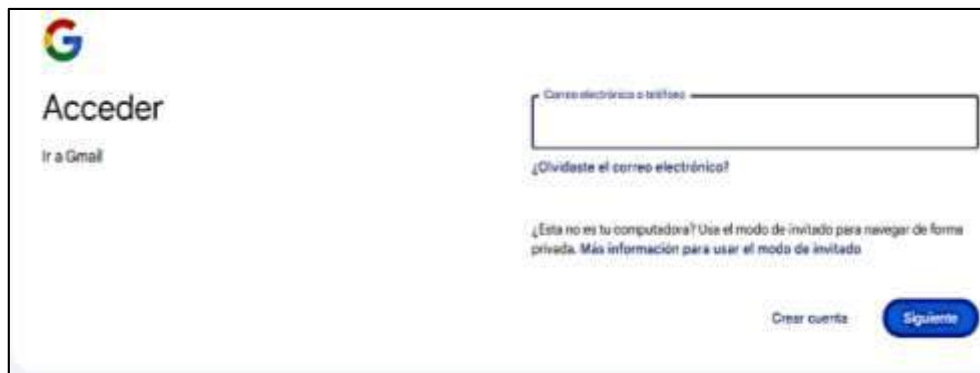 Acceder
Ir a Gmail
Correo electrónico o teléfono
¿Olvidaste el correo electrónico?
¿Esta no es tu computadora? Usa el modo de invitado para navegar de forma
privada. Más información para usar el modo de invitado
Crear cuenta
Siguiente